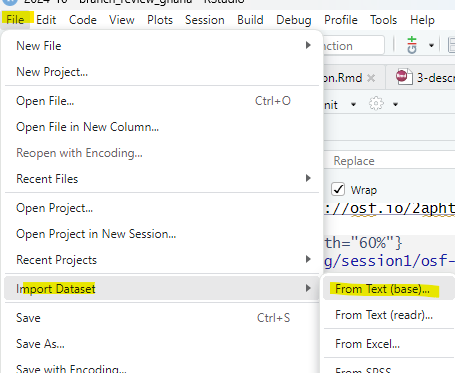 2024-10 - branch_review_ghana - RStudio
File Edit Code View Plots Session Build Debug Profile Tools Help
New File
New Project...
Open File... Ctrl+O
Open File in New Column...
Reopen with Encoding...
Recent Files
Open Project...
Open Project in New Session...
Recent Projects
Import Dataset
Save Ctrl+S
Save As...
Save with Encoding...
nction
on.Rmd
3-descr
nit
Replace
Wrap
://osf.io/2apht
th="60%"}
g/session1/osf-
From Text (base)...
From Text (readr)...
From Excel...
From SPSS